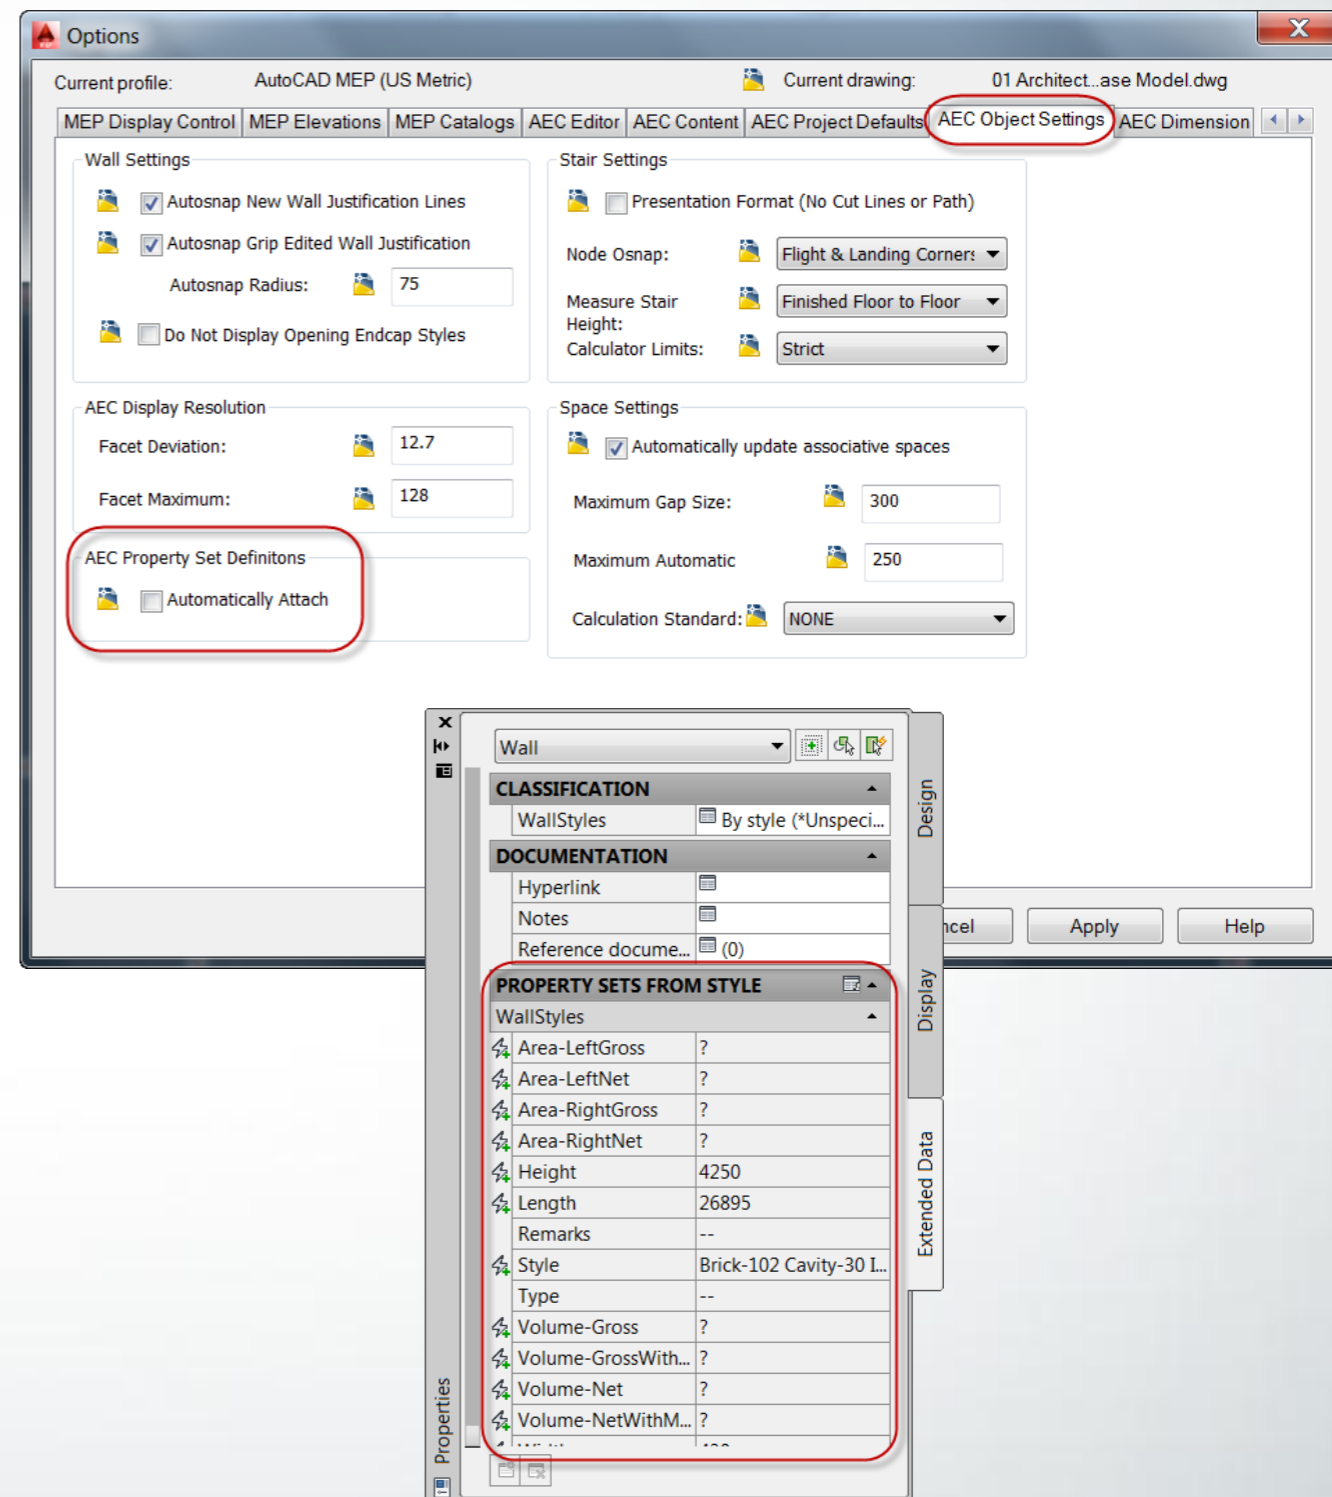 Options
Current profile: AutoCAD MEP (US Metric) Current drawing: 01 Architect...ase Model.dwg
MEP Display Control MEP Elevations MEP Catalogs AEC Editor AEC Content AEC Project Defaults AEC Object Settings AEC Dimension
Wall Settings
Autosnap New Wall Justification Lines
Autosnap Grip Edited Wall Justification
Autosnap Radius: 75
Do Not Display Opening Endcap Styles
AEC Display Resolution
Facet Deviation: 12.7
Facet Maximum: 128
AEC Property Set Definitons
Automatically Attach
Stair Settings
Presentation Format (No Cut Lines or Path)
Node Osnap: Flight & Landing Corners
Measure Stair Finished Floor to Floor
Height:
Calculator Limits: Strict
Space Settings
Automatically update associative spaces
Maximum Gap Size: 300
Maximum Automatic 250
Calculation Standard: NONE
ncel Apply Help
Wall
CLASSIFICATION
WallStyles By style (*Unspeci...
DOCUMENTATION
Hyperlink
Notes
Reference docume... (0)
PROPERTY SETS FROM STYLE
WallStyles
Area-LeftGross ?
Area-LeftNet ?
Area-RightGross ?
Area-RightNet ?
Height 4250
Length 26895
Remarks --
Style Brick-102 Cavity-30 I...
Type --
Volume-Gross ?
Volume-GrossWith... ?
Volume-Net ?
Volume-NetWithM... ?
Design
Display
Extended Data
Properties